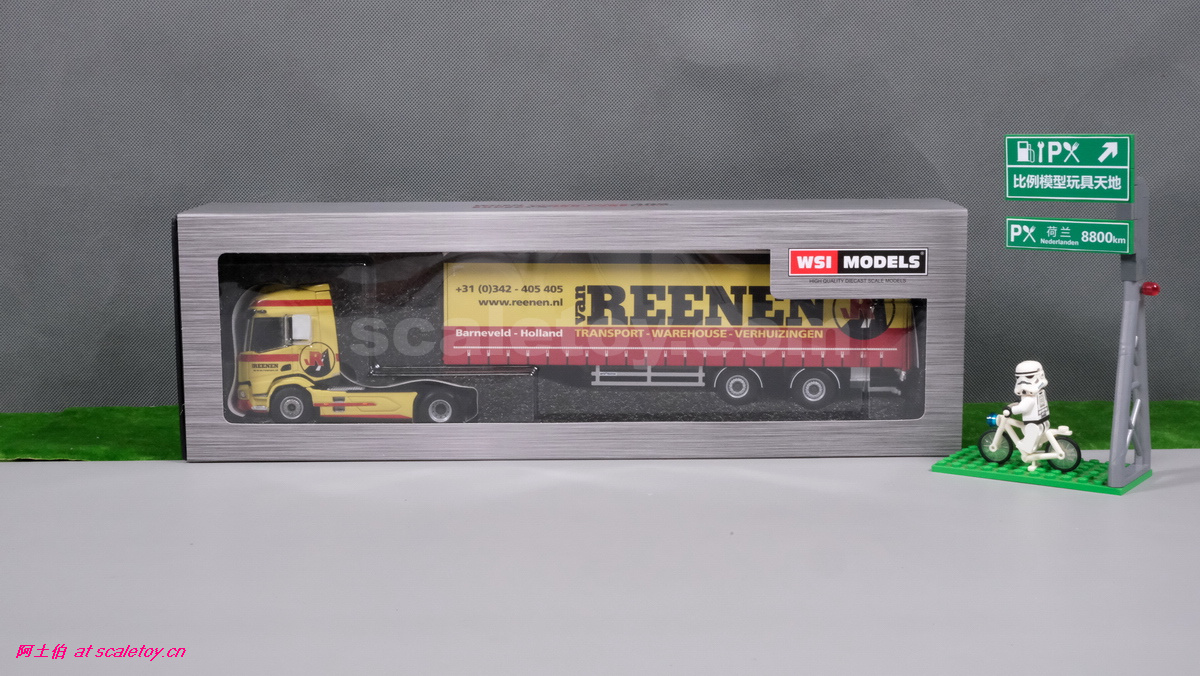 WSI MODELS
HIGH QUALITY DIECAST SCALE MODELS
+31 (0)342 - 405 405
www.reenen.nl
van REENEN
Barneveld - Holland TRANSPORT - WAREHOUSE - VERHUIZINGEN
REENEN
scaletoy.com
P
比例模型玩具天地
P 荷兰 8800km
Nederlanden
阿土伯 at scaletoy.cn